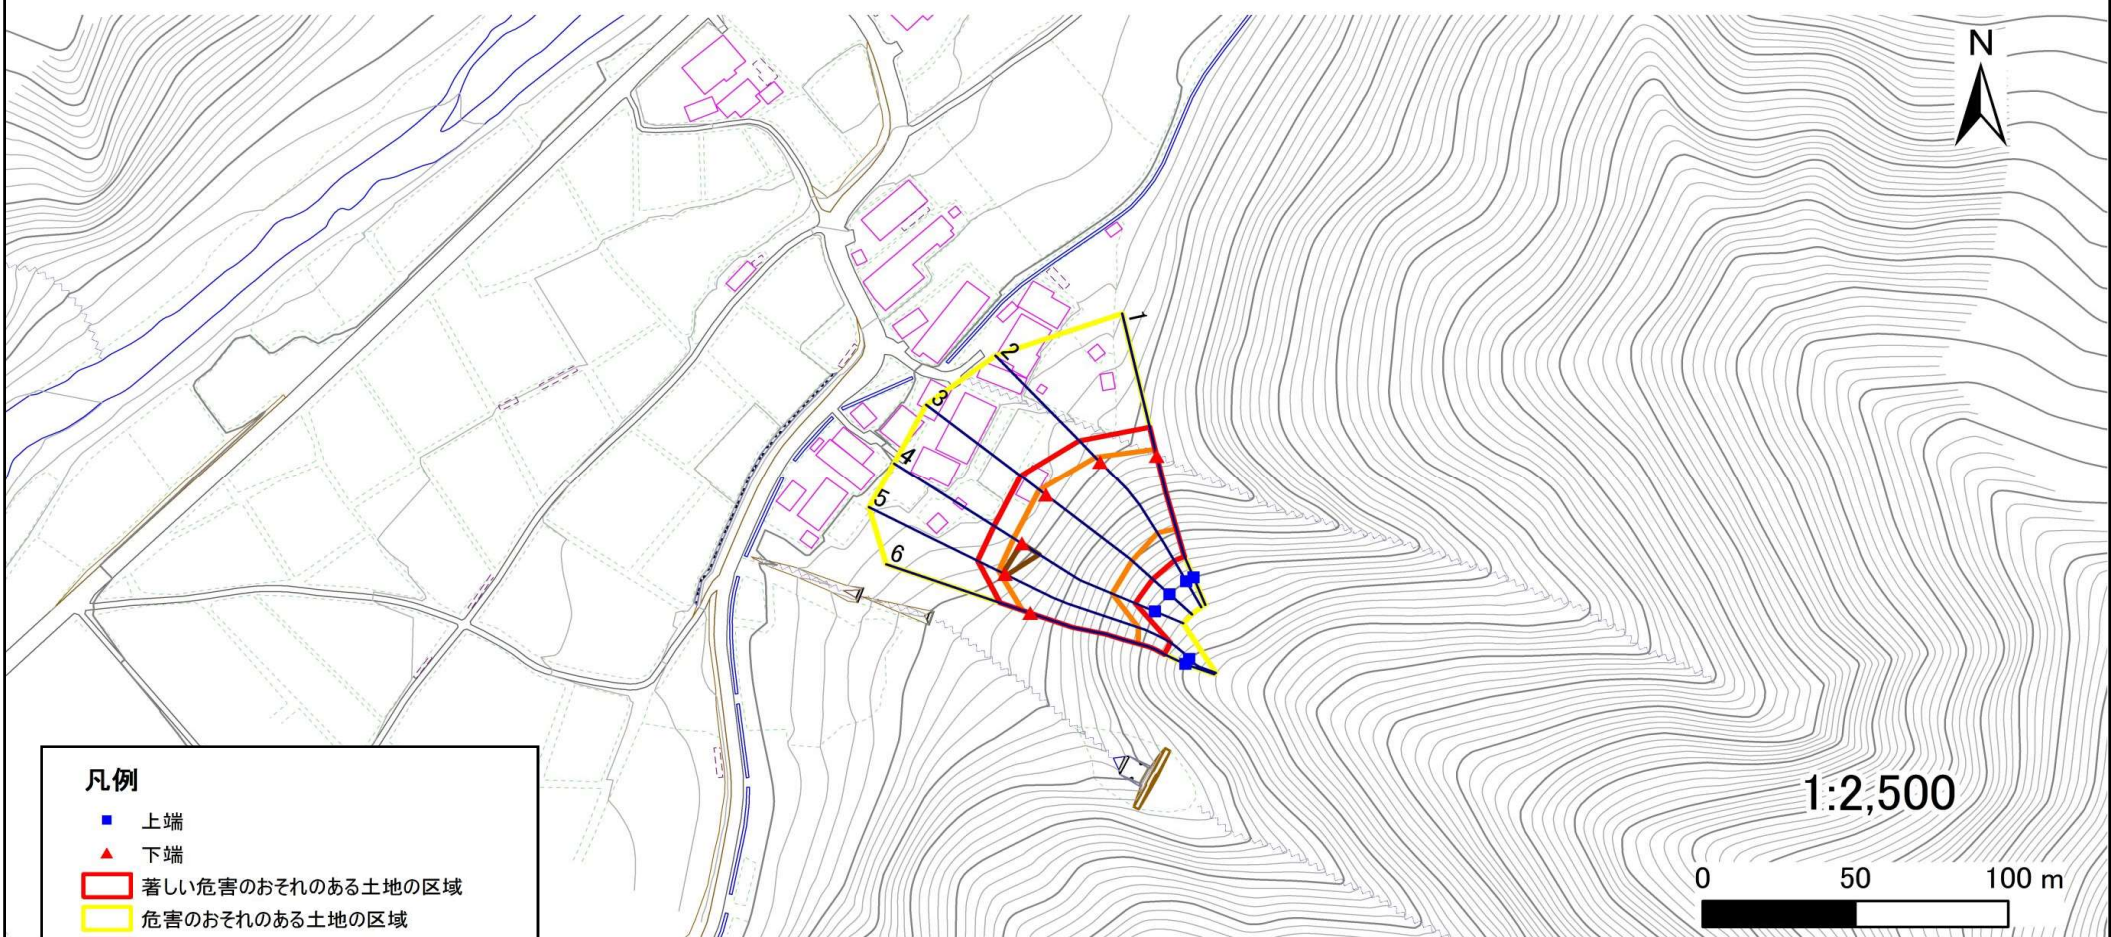 N
1
2
3
4
5
6
凡例
上端
下端
著しい危害のおそれのある土地の区域
危害のおそれのある土地の区域
1:2,500
0 50 100 m